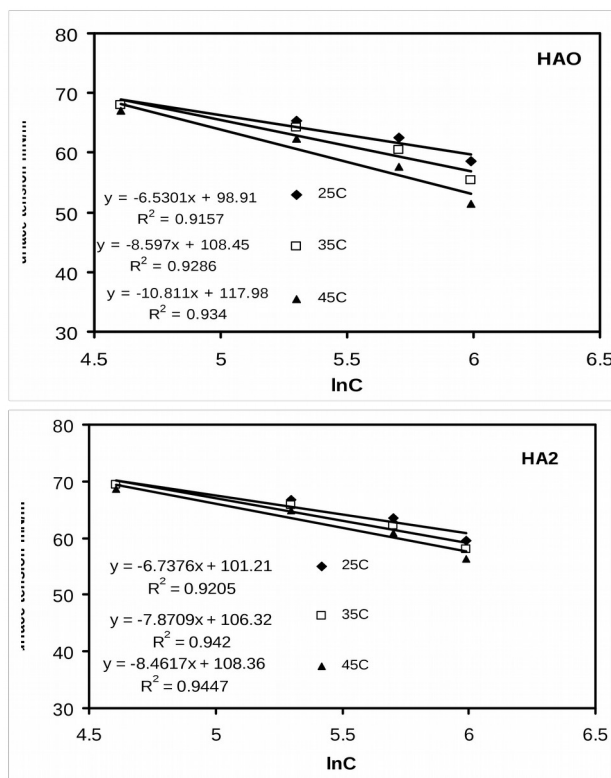 80
HAO
70
60
50
40
30
y = -6.5301x + 98.91
R2 = 0.9157
25C
y = -8.597x + 108.45
R2 = 0.9286
35C
y = -10.811x + 117.98
R2 = 0.934
45C
4.5 5 5.5 6 6.5
lnC
80
HA2
70
60
50
40
30
y = -6.7376x + 101.21
R2 = 0.9205
25C
y = -7.8709x + 106.32
R2 = 0.942
35C
y = -8.4617x + 108.36
R2 = 0.9447
45C
4.5 5 5.5 6 6.5
lnC
tension